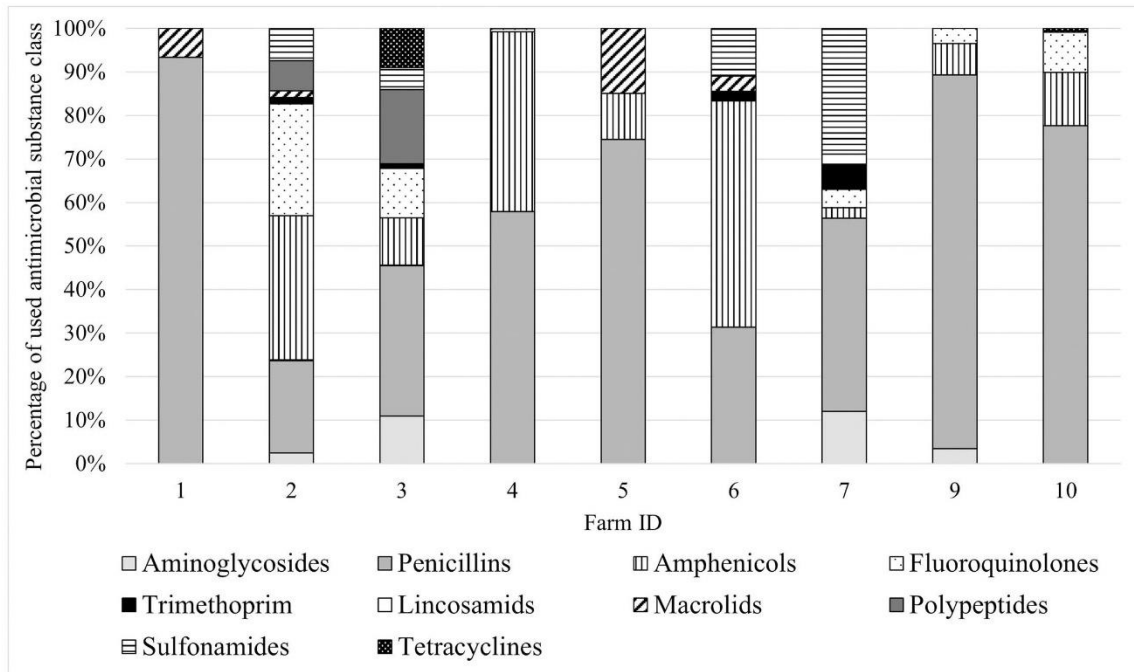 Percentage of used antimicrobial substance class
100%
90%
80%
70%
60%
50%
40%
30%
20%
10%
0%
1 2 3 4 5 6 7 9 10
Farm ID
Aminoglycosides Penicillins Amphenicols Fluoroquinolones
Trimethoprim Lincosamids Macrolids Polypeptides
Sulfonamides Tetracyclines